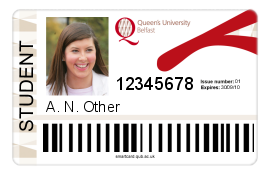 STUDENT
Queen's University
Belfast
12345678
Issue number: 01
Expires: 30/09/10
A. N. Other
smartcard.qub.ac.uk